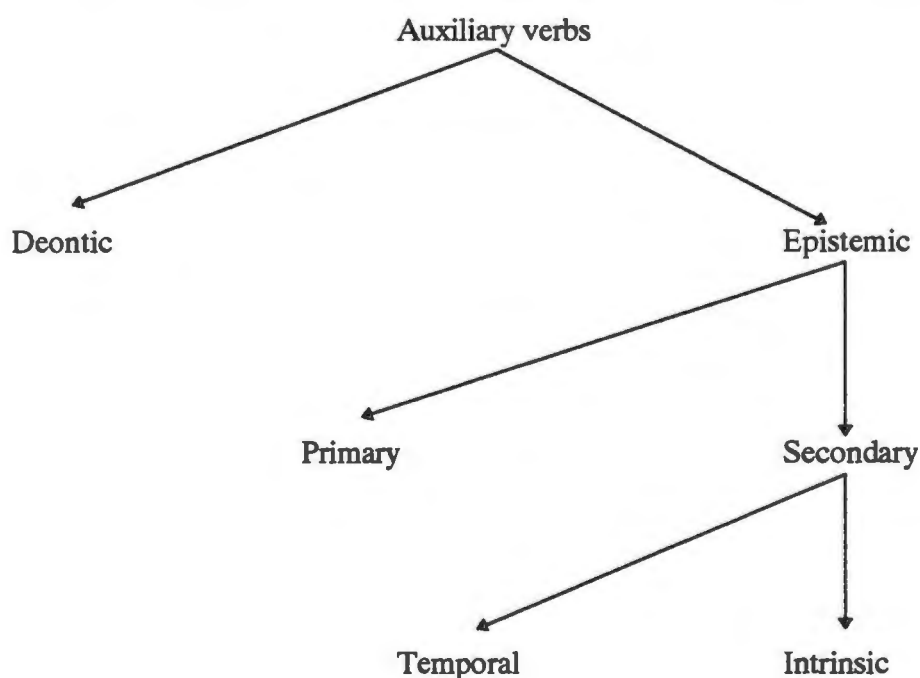 Auxiliary verbs
Deontic
Epistemic
Primary
Secondary
Temporal
Intrinsic